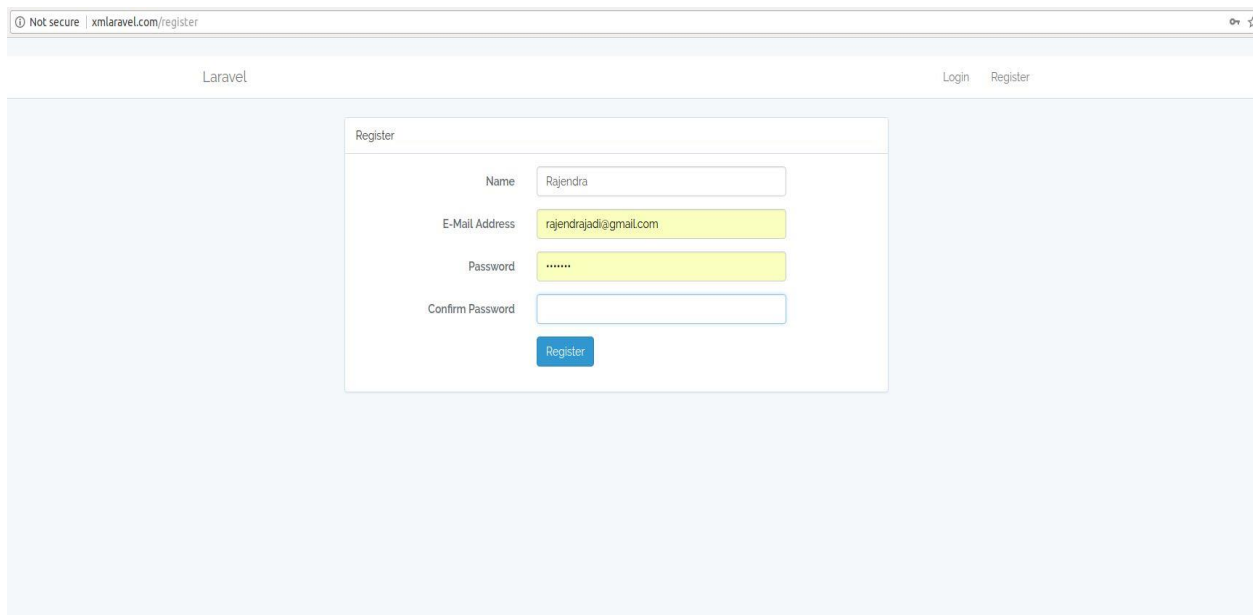 Not secure | xmlaravel.com/register
Laravel Login Register
Register
Name Rajendra
E-Mail Address rajendrajadi@gmail.com
Password •••••••
Confirm Password
Register